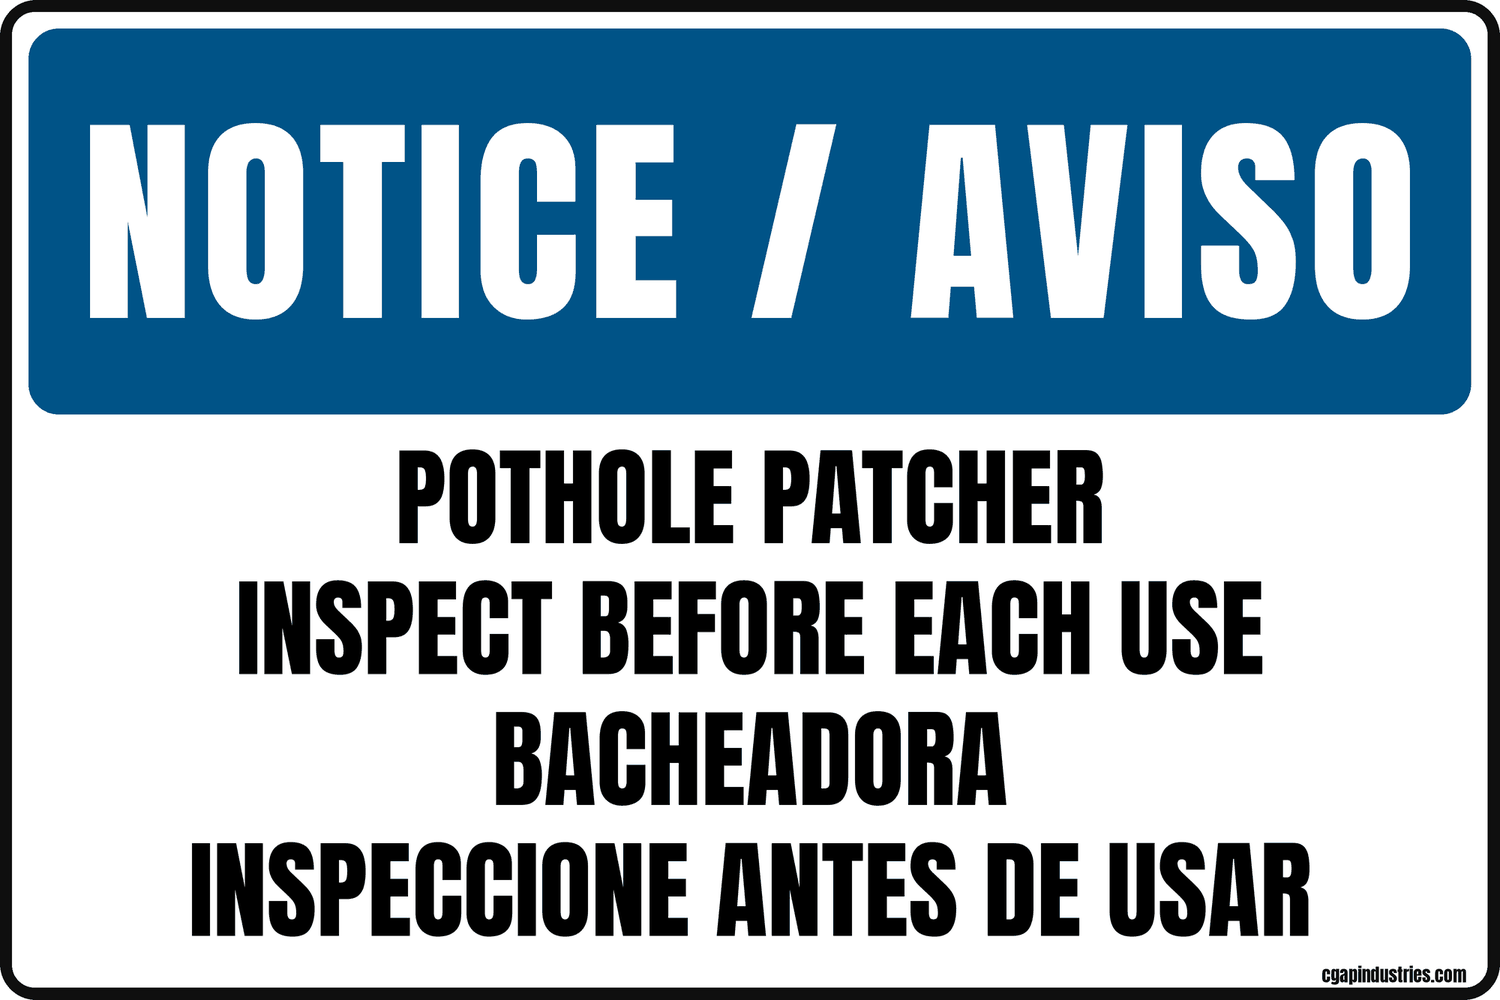 NOTICE / AVISO
POTHOLE PATCHER
INSPECT BEFORE EACH USE
BACHEADORA
INSPECCIONE ANTES DE USAR
cgapindustries.com